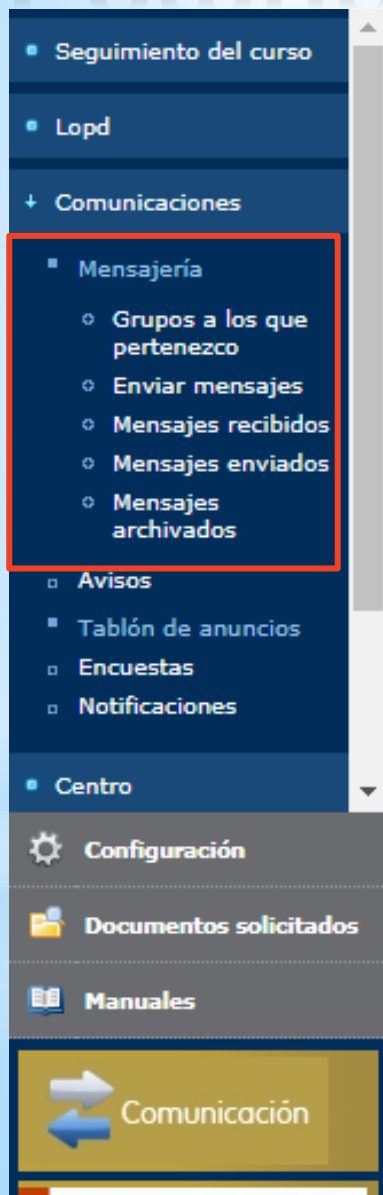 Seguimiento del curso
Lopd
Comunicaciones
Mensajería
Grupos a los que
pertenezco
Enviar mensajes
Mensajes recibidos
Mensajes enviados
Mensajes
archivados
Avisos
Tablón de anuncios
Encuestas
Notificaciones
Centro
Configuración
Documentos solicitados
Manuales
Comunicación